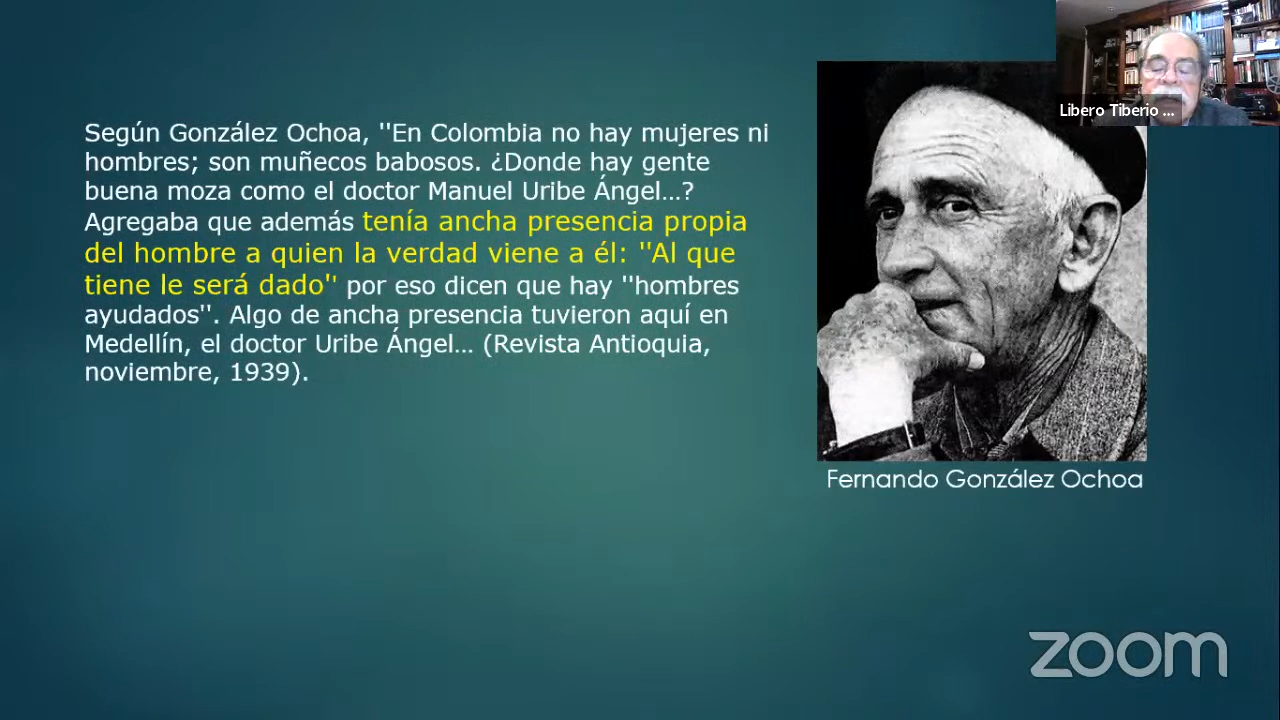 Según González Ochoa, "En Colombia no hay mujeres ni
hombres; son muñecos babosos. ¿Donde hay gente
buena moza como el doctor Manuel Uribe Ángel...?
Agregaba que además tenía ancha presencia propia
del hombre a quien la verdad viene a él: "Al que
tiene le será dado" por eso dicen que hay "hombres
ayudados". Algo de ancha presencia tuvieron aquí en
Medellín, el doctor Uribe Ángel... (Revista Antioquia,
noviembre, 1939).
Libero Tiberio ...
Fernando González Ochoa
zoom